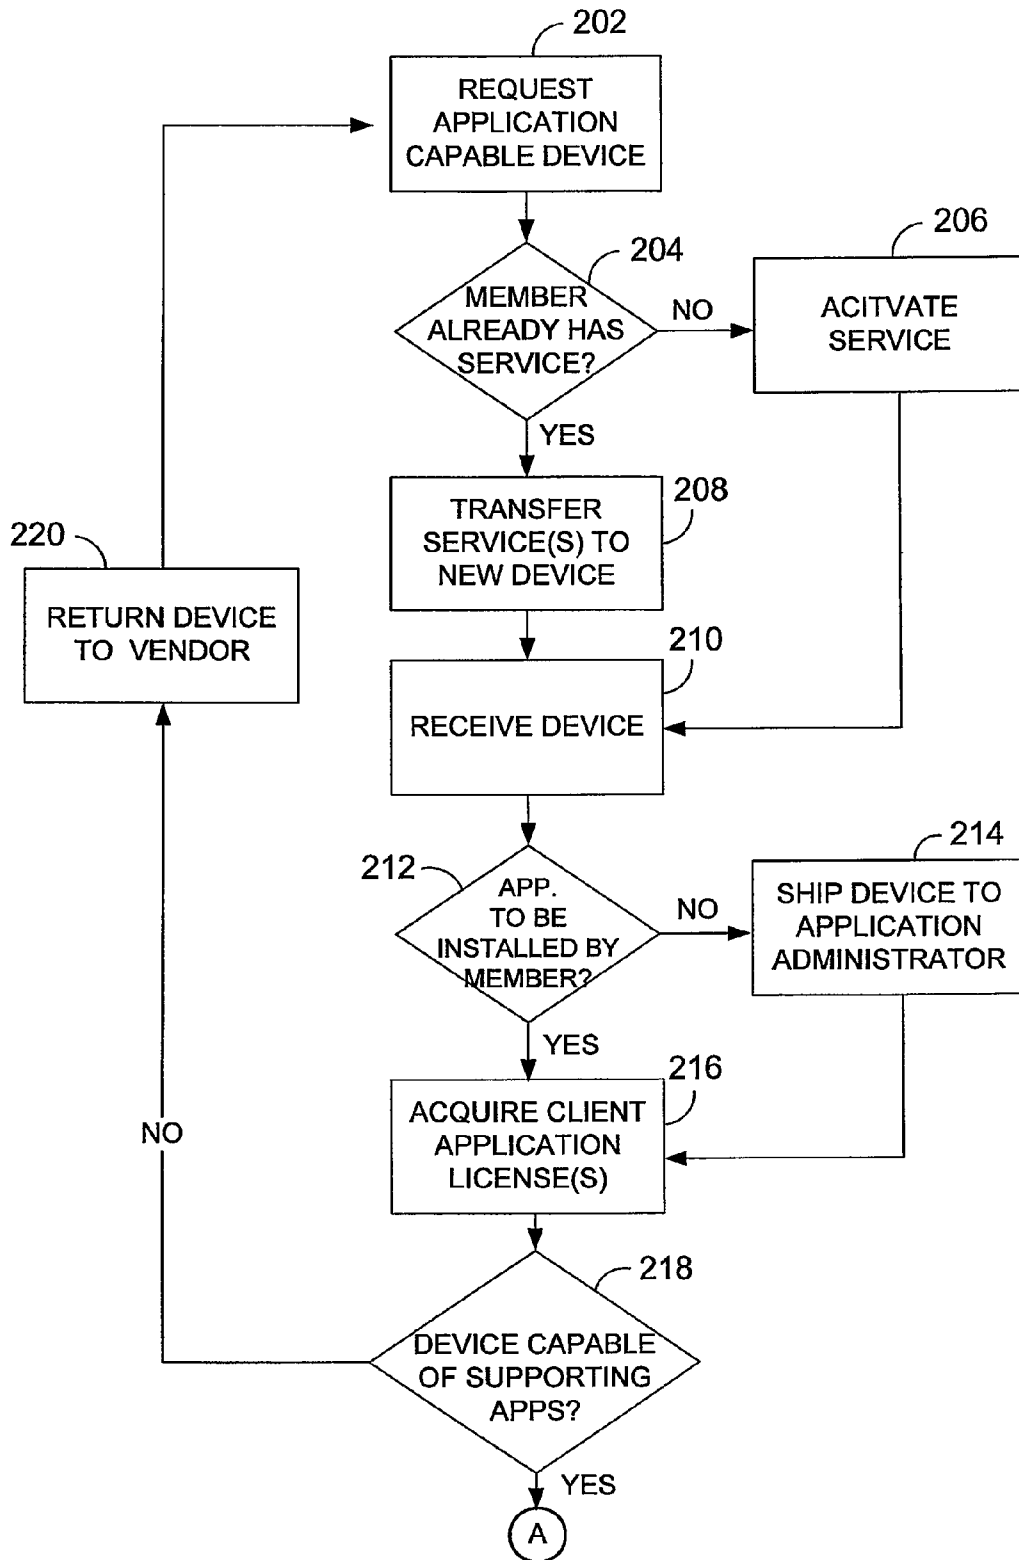 202
REQUEST
APPLICATION
CAPABLE DEVICE
204
MEMBER
ALREADY HAS
SERVICE?
NO
206
ACITVATE
SERVICE
YES
208
TRANSFER
SERVICE(S) TO
NEW DEVICE
220
RETURN DEVICE
TO VENDOR
210
RECEIVE DEVICE
212
APP.
TO BE
INSTALLED BY
MEMBER?
NO
214
SHIP DEVICE TO
APPLICATION
ADMINISTRATOR
YES
216
ACQUIRE CLIENT
APPLICATION
LICENSE(S)
NO
218
DEVICE CAPABLE
OF SUPPORTING
APPS?
YES
A